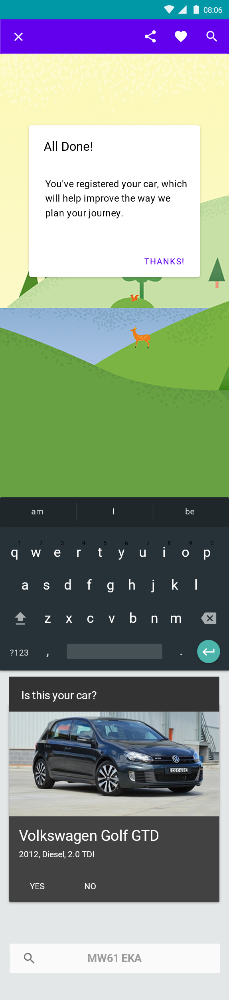 08:06
All Done!
You've registered your car, which
will help improve the way we
plan your journey.
THANKS!
am I be
1 2 3 4 5 6 7 8 9 0
q w e r t y u i o p
a s d f g h j k l
z x c v b n m
?123 , .
Is this your car?
GTD
CGX·68E
Volkswagen Golf GTD
2012, Diesel, 2.0 TDI
YES NO
MW61 EKA